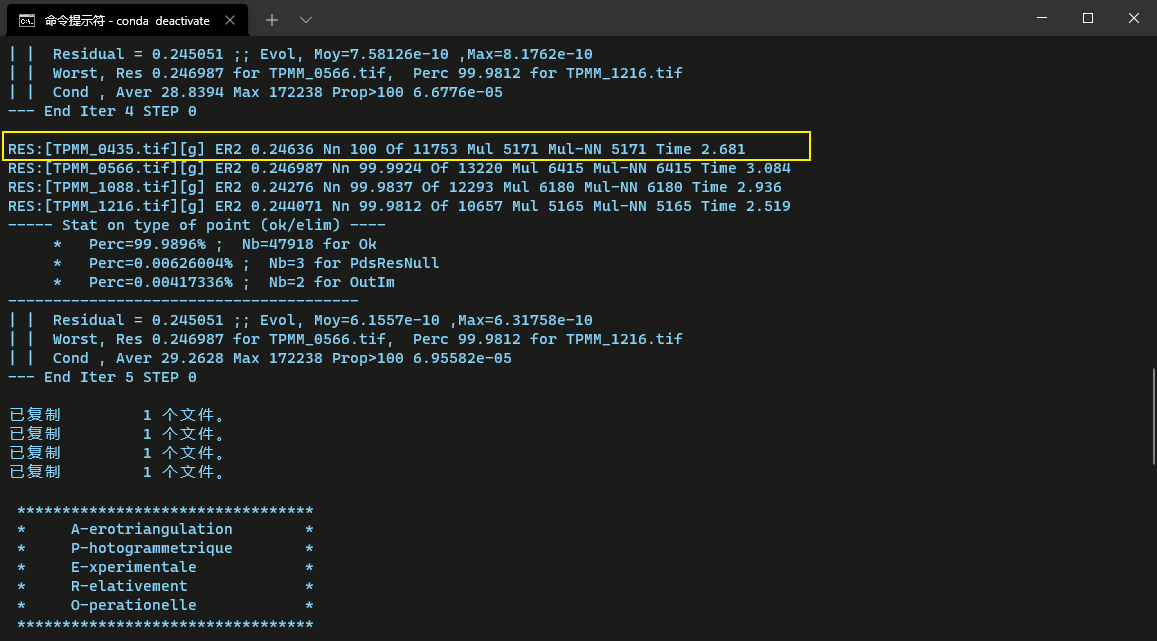 命令提示符 - conda deactivate
| |  Residual = 0.245051 ;; Evol, Moy=7.58126e-10 ,Max=8.1762e-10
| |  Worst, Res 0.246987 for TPMM_0566.tif,  Perc 99.9812 for TPMM_1216.tif
| |  Cond , Aver 28.8394 Max 172238 Prop>100 6.6776e-05
--- End Iter 4 STEP 0
RES:[TPMM_0435.tif][g] ER2 0.24636 Nn 100 Of 11753 Mul 5171 Mul-NN 5171 Time 2.681
RES:[TPMM_0566.tif][g] ER2 0.246987 Nn 99.9924 Of 13220 Mul 6415 Mul-NN 6415 Time 3.084
RES:[TPMM_1088.tif][g] ER2 0.24276 Nn 99.9837 Of 12293 Mul 6180 Mul-NN 6180 Time 2.936
RES:[TPMM_1216.tif][g] ER2 0.244071 Nn 99.9812 Of 10657 Mul 5165 Mul-NN 5165 Time 2.519
----- Stat on type of point (ok/elim) ----
     *   Perc=99.9896% ;  Nb=47918 for Ok
     *   Perc=0.00626004% ;  Nb=3 for PdsResNull
     *   Perc=0.00417336% ;  Nb=2 for OutIm
---------------------------------------
| |  Residual = 0.245051 ;; Evol, Moy=6.1557e-10 ,Max=6.31758e-10
| |  Worst, Res 0.246987 for TPMM_0566.tif,  Perc 99.9812 for TPMM_1216.tif
| |  Cond , Aver 29.2628 Max 172238 Prop>100 6.95582e-05
--- End Iter 5 STEP 0
已复制         1 个文件。
已复制         1 个文件。
已复制         1 个文件。
已复制         1 个文件。
 *********************************
 *     A-erotriangulation        *
 *     P-hotogrammetrique        *
 *     E-xperimentale            *
 *     R-elativement             *
 *     O-perationelle            *
 *********************************